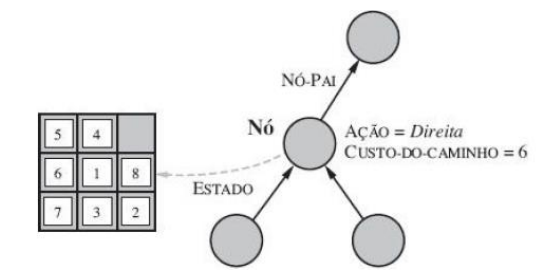 NÓ-PAI
Nó
AÇÃO = Direita
CUSTO-DO-CAMINHO = 6
ESTADO
5 4
6 1 8
7 3 2